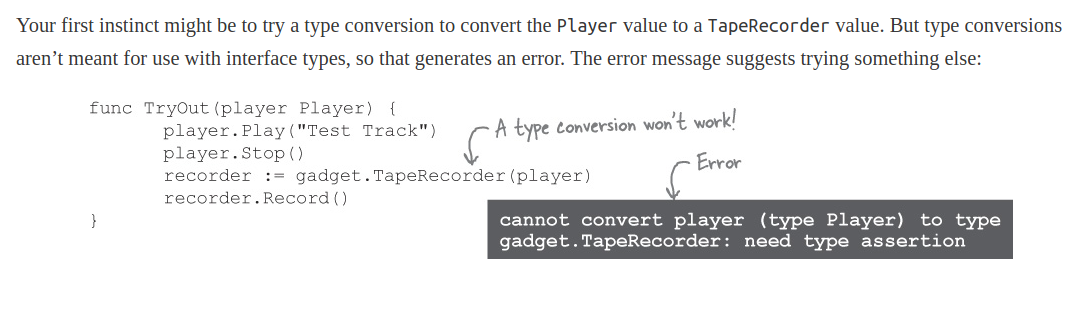 Your first instinct might be to try a type conversion to convert the Player value to a TapeRecorder value. But type conversions
aren’t meant for use with interface types, so that generates an error. The error message suggests trying something else:
func TryOut(player Player) {
player.Play("Test Track")
A type conversion won't work!
player.Stop()
Error
recorder := gadget.TapeRecorder(player)
recorder.Record()
}
cannot convert player (type Player) to type
gadget.TapeRecorder: need type assertion